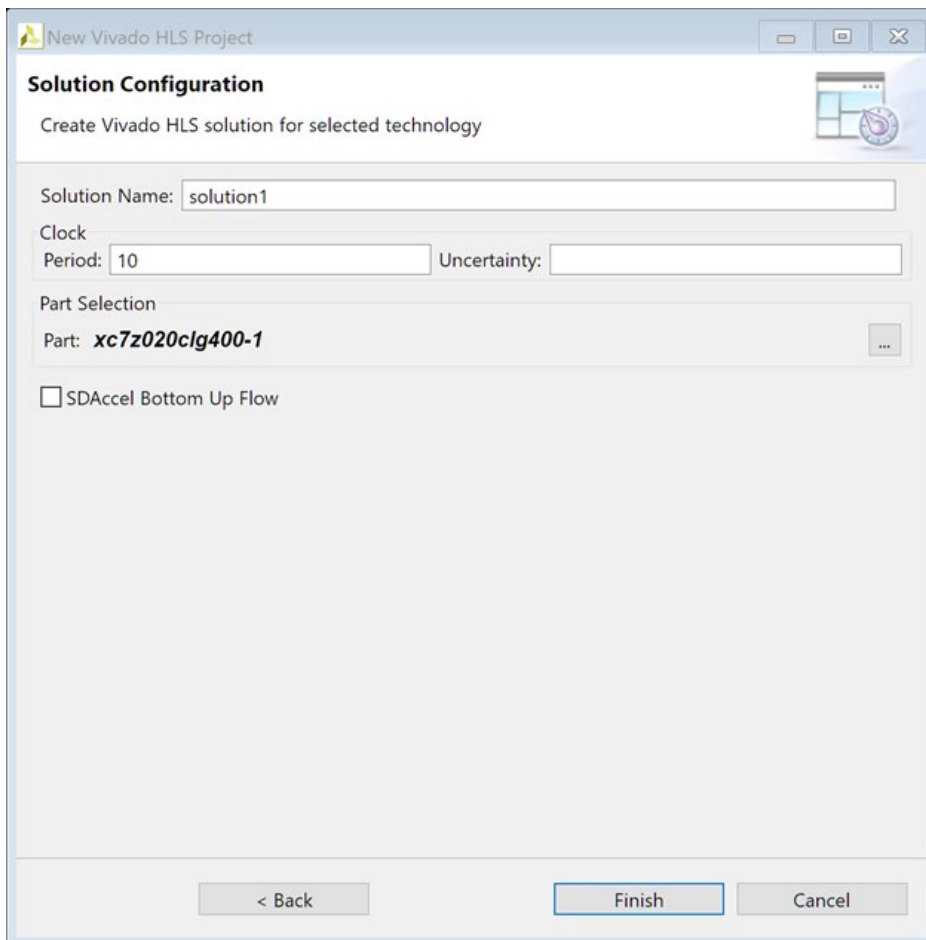 New Vivado HLS Project
Solution Configuration
Create Vivado HLS solution for selected technology
Solution Name: solution1
Clock
Period: 10 Uncertainty:
Part Selection
Part: xc7z020clg400-1 ...
SDAccel Bottom Up Flow
< Back Finish Cancel